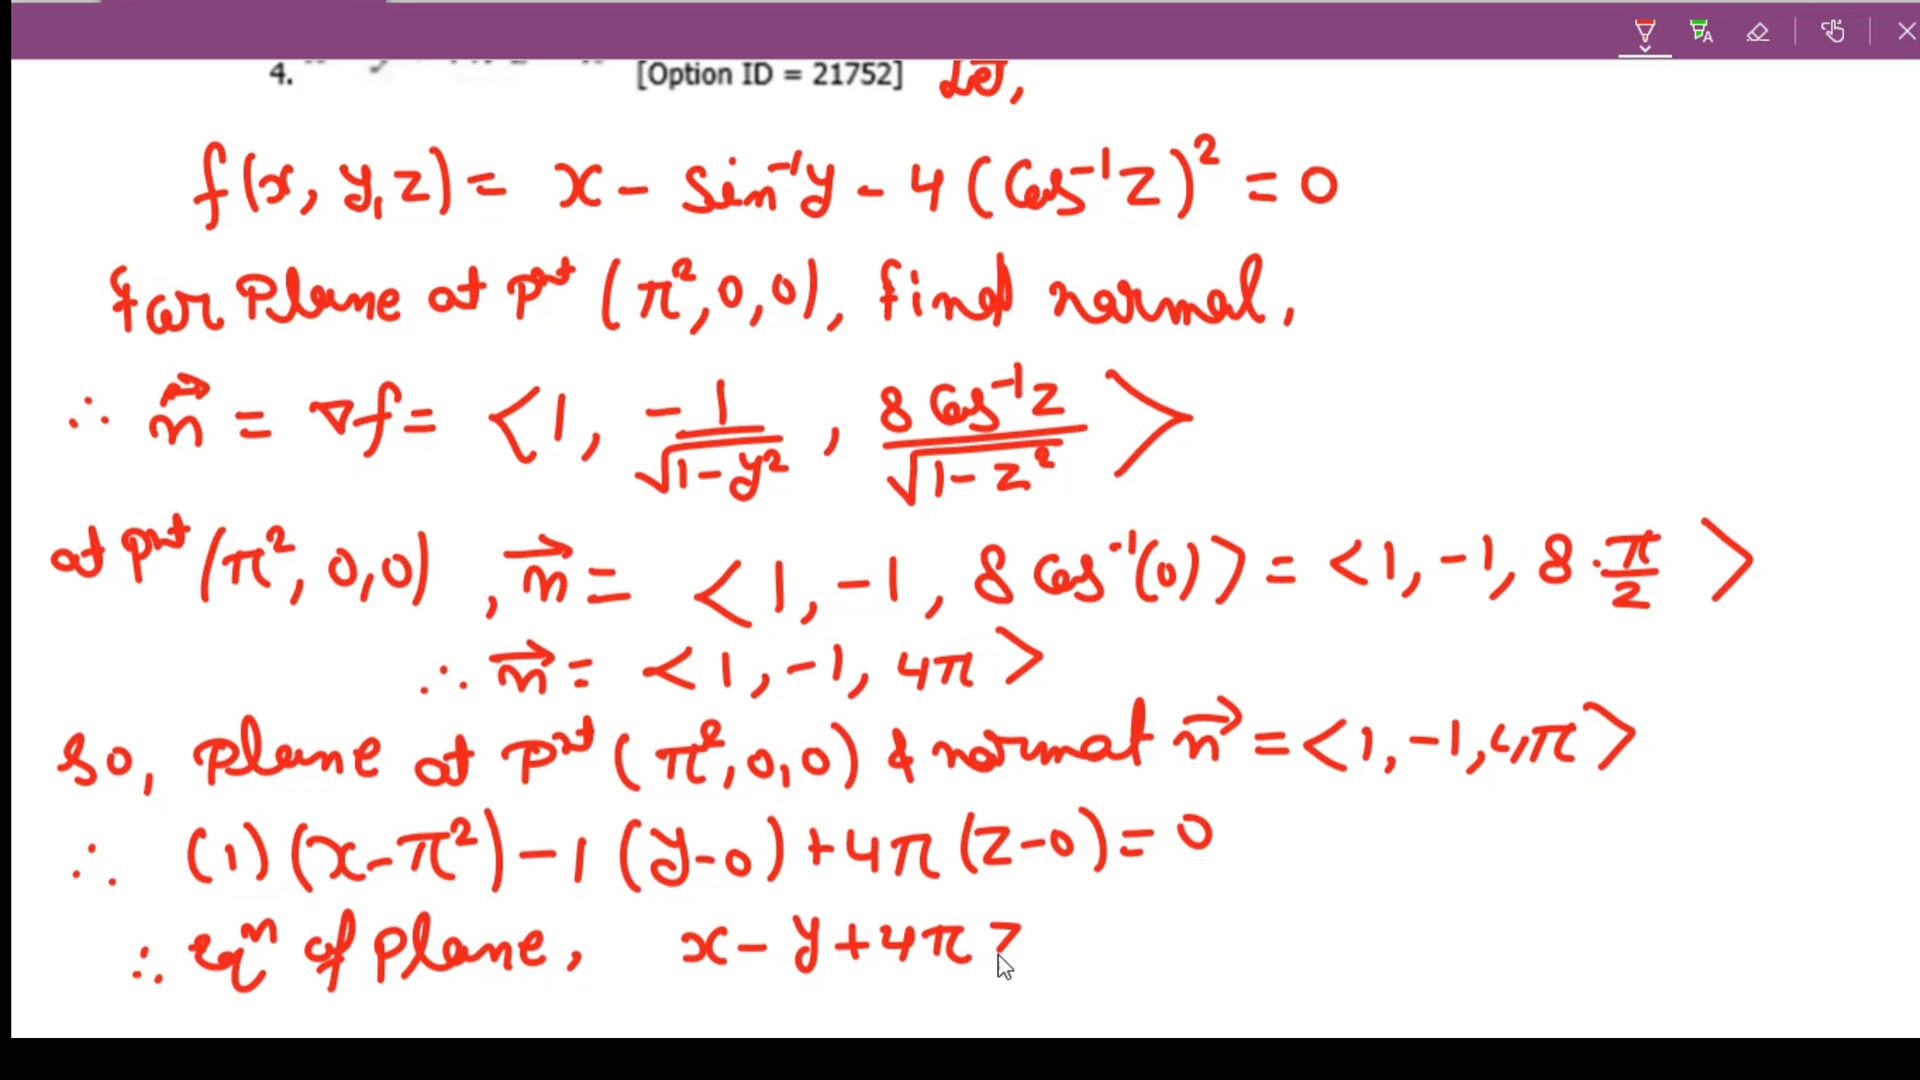 4. [Option ID = 21752] Let,
f(x, y, z) = x - sin⁻¹y - 4(Cos⁻¹z)² = 0
for Plane at pnt (π², 0, 0), find normal,
∴ n⃗ = ∇f = <1, -1/√(1-y²), 8 Cos⁻¹z/√(1-z²)>
at pnt (π², 0, 0), n⃗ = <1, -1, 8 Cos⁻¹(0)> = <1, -1, 8·π/2>
∴ n⃗ = <1, -1, 4π>
So, plane at pnt (π², 0, 0) & normal n⃗ = <1, -1, 4π>
∴ (1)(x-π²) - 1(y-0) + 4π(z-0) = 0
∴ eqn of Plane, x - y + 4π z